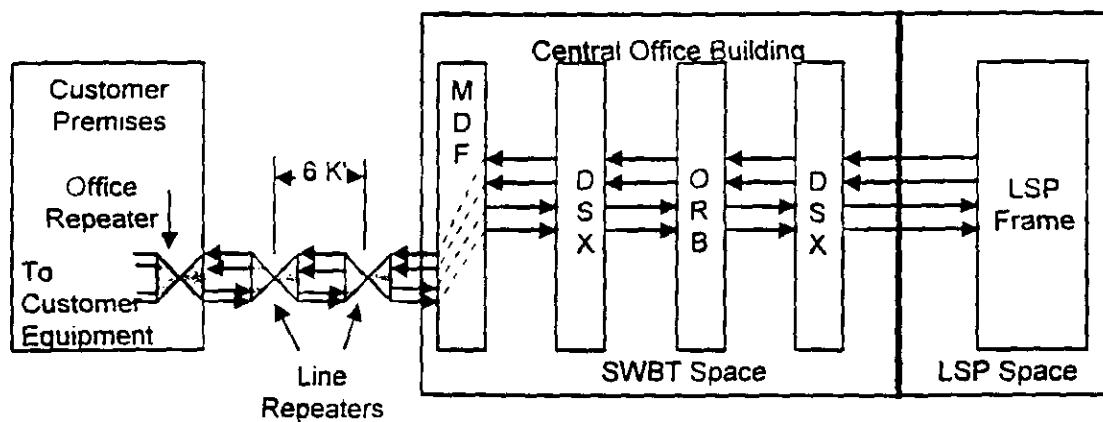 Central Office Building
Customer
Premises
Office
Repeater
To
Customer
Equipment
6 K'
Line
Repeaters
M
D
F
D
S
X
O
R
B
D
S
X
SWBT Space
LSP
Frame
LSP Space